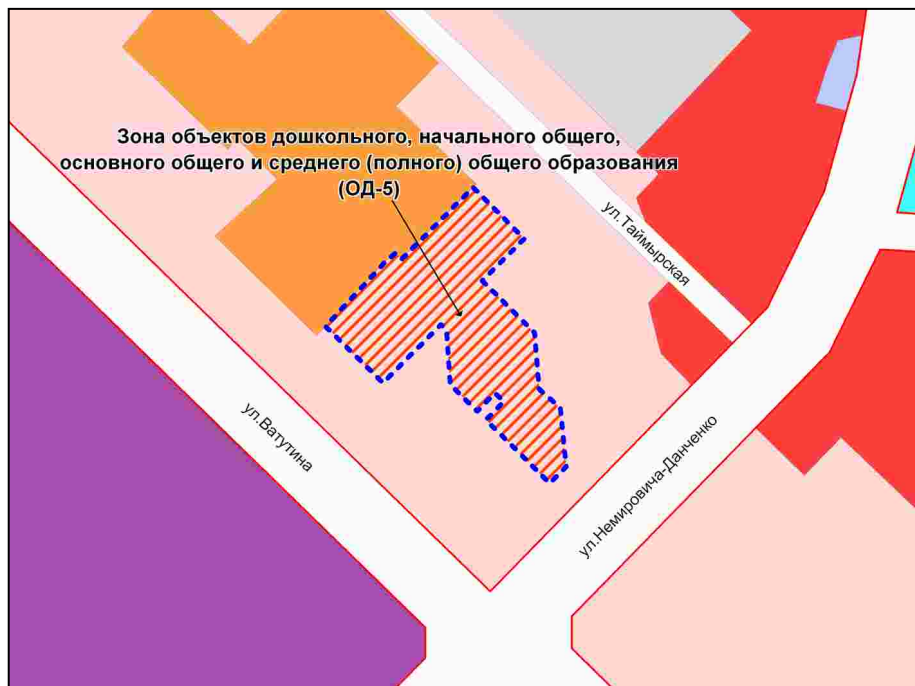 Зона объектов дошкольного, начального общего,
основного общего и среднего (полного) общего образования
(ОД-5)
ул.Таймырская
ул.Ватутина
ул.Немировича-Данченко